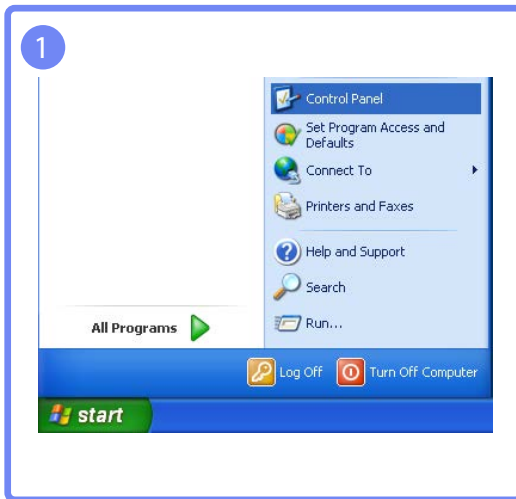 1
Control Panel
Set Program Access and
Defaults
Connect To
Printers and Faxes
Help and Support
Search
Run...
All Programs
Log Off
Turn Off Computer
start